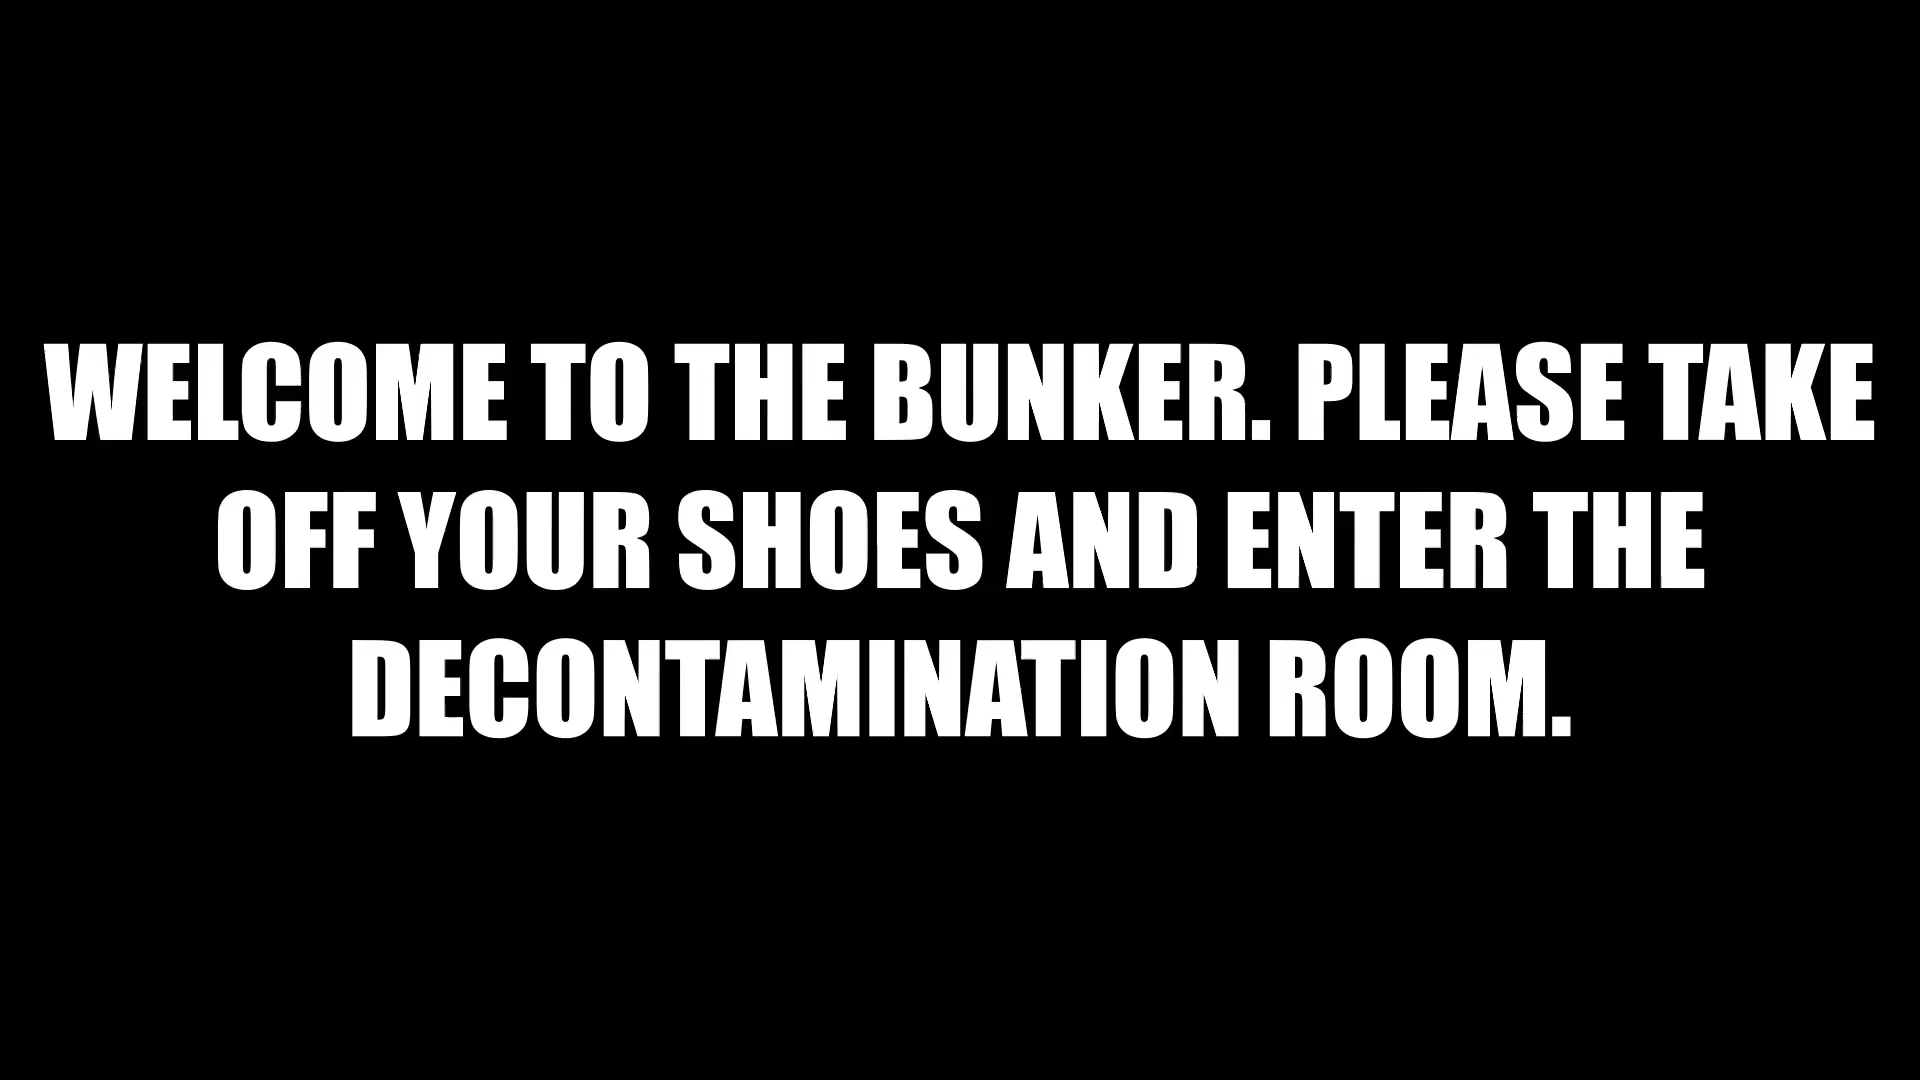 WELCOME TO THE BUNKER. PLEASE TAKE
OFF YOUR SHOES AND ENTER THE
DECONTAMINATION ROOM.